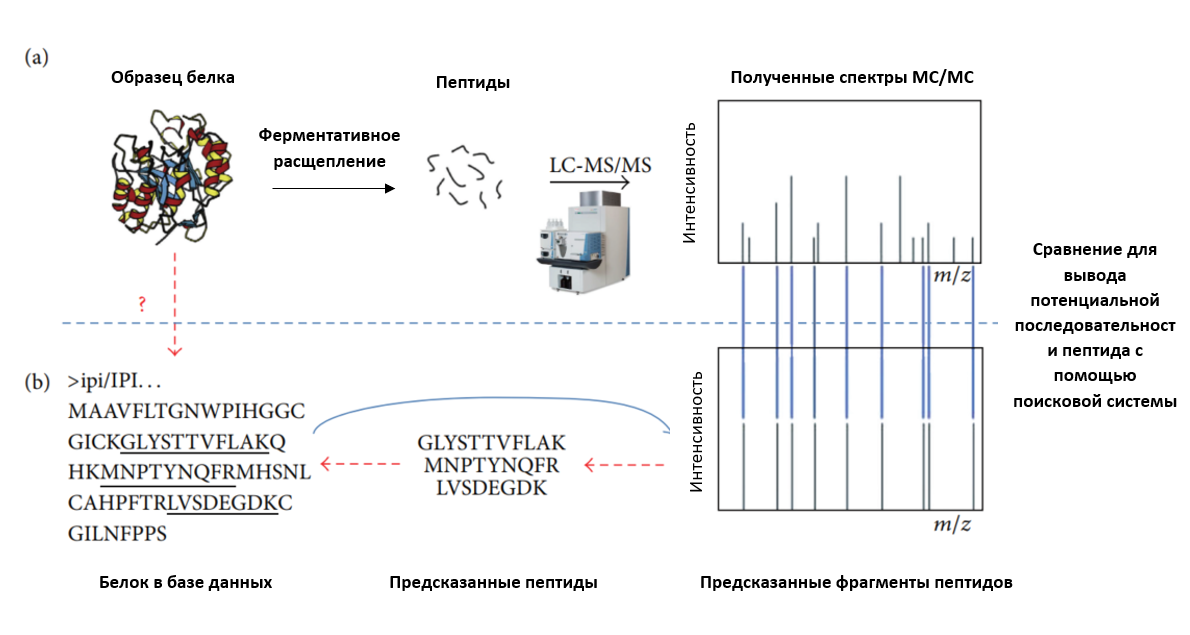 (a)
Образец белка
Ферментативное
расщепление
Пептиды
LC-MS/MS
Полученные спектры МС/МС
Интенсивность
m/z
Сравнение для
вывода
потенциальной
последовательност
и пептида с
помощью
поисковой системы
?
(b)
>ipi/IPI. . .
MAAVFLTGNWPIHGGC
GICKGLYSTTVFLAKQ
HKMNPTYNQFRMHSNL
CAHPFTRLVSDEGDKC
GILNFPPS
GLYSTTVFLAK
MNPTYNQFR
LVSDEGDK
Интенсивность
m/z
Белок в базе данных
Предсказанные пептиды
Предсказанные фрагменты пептидов